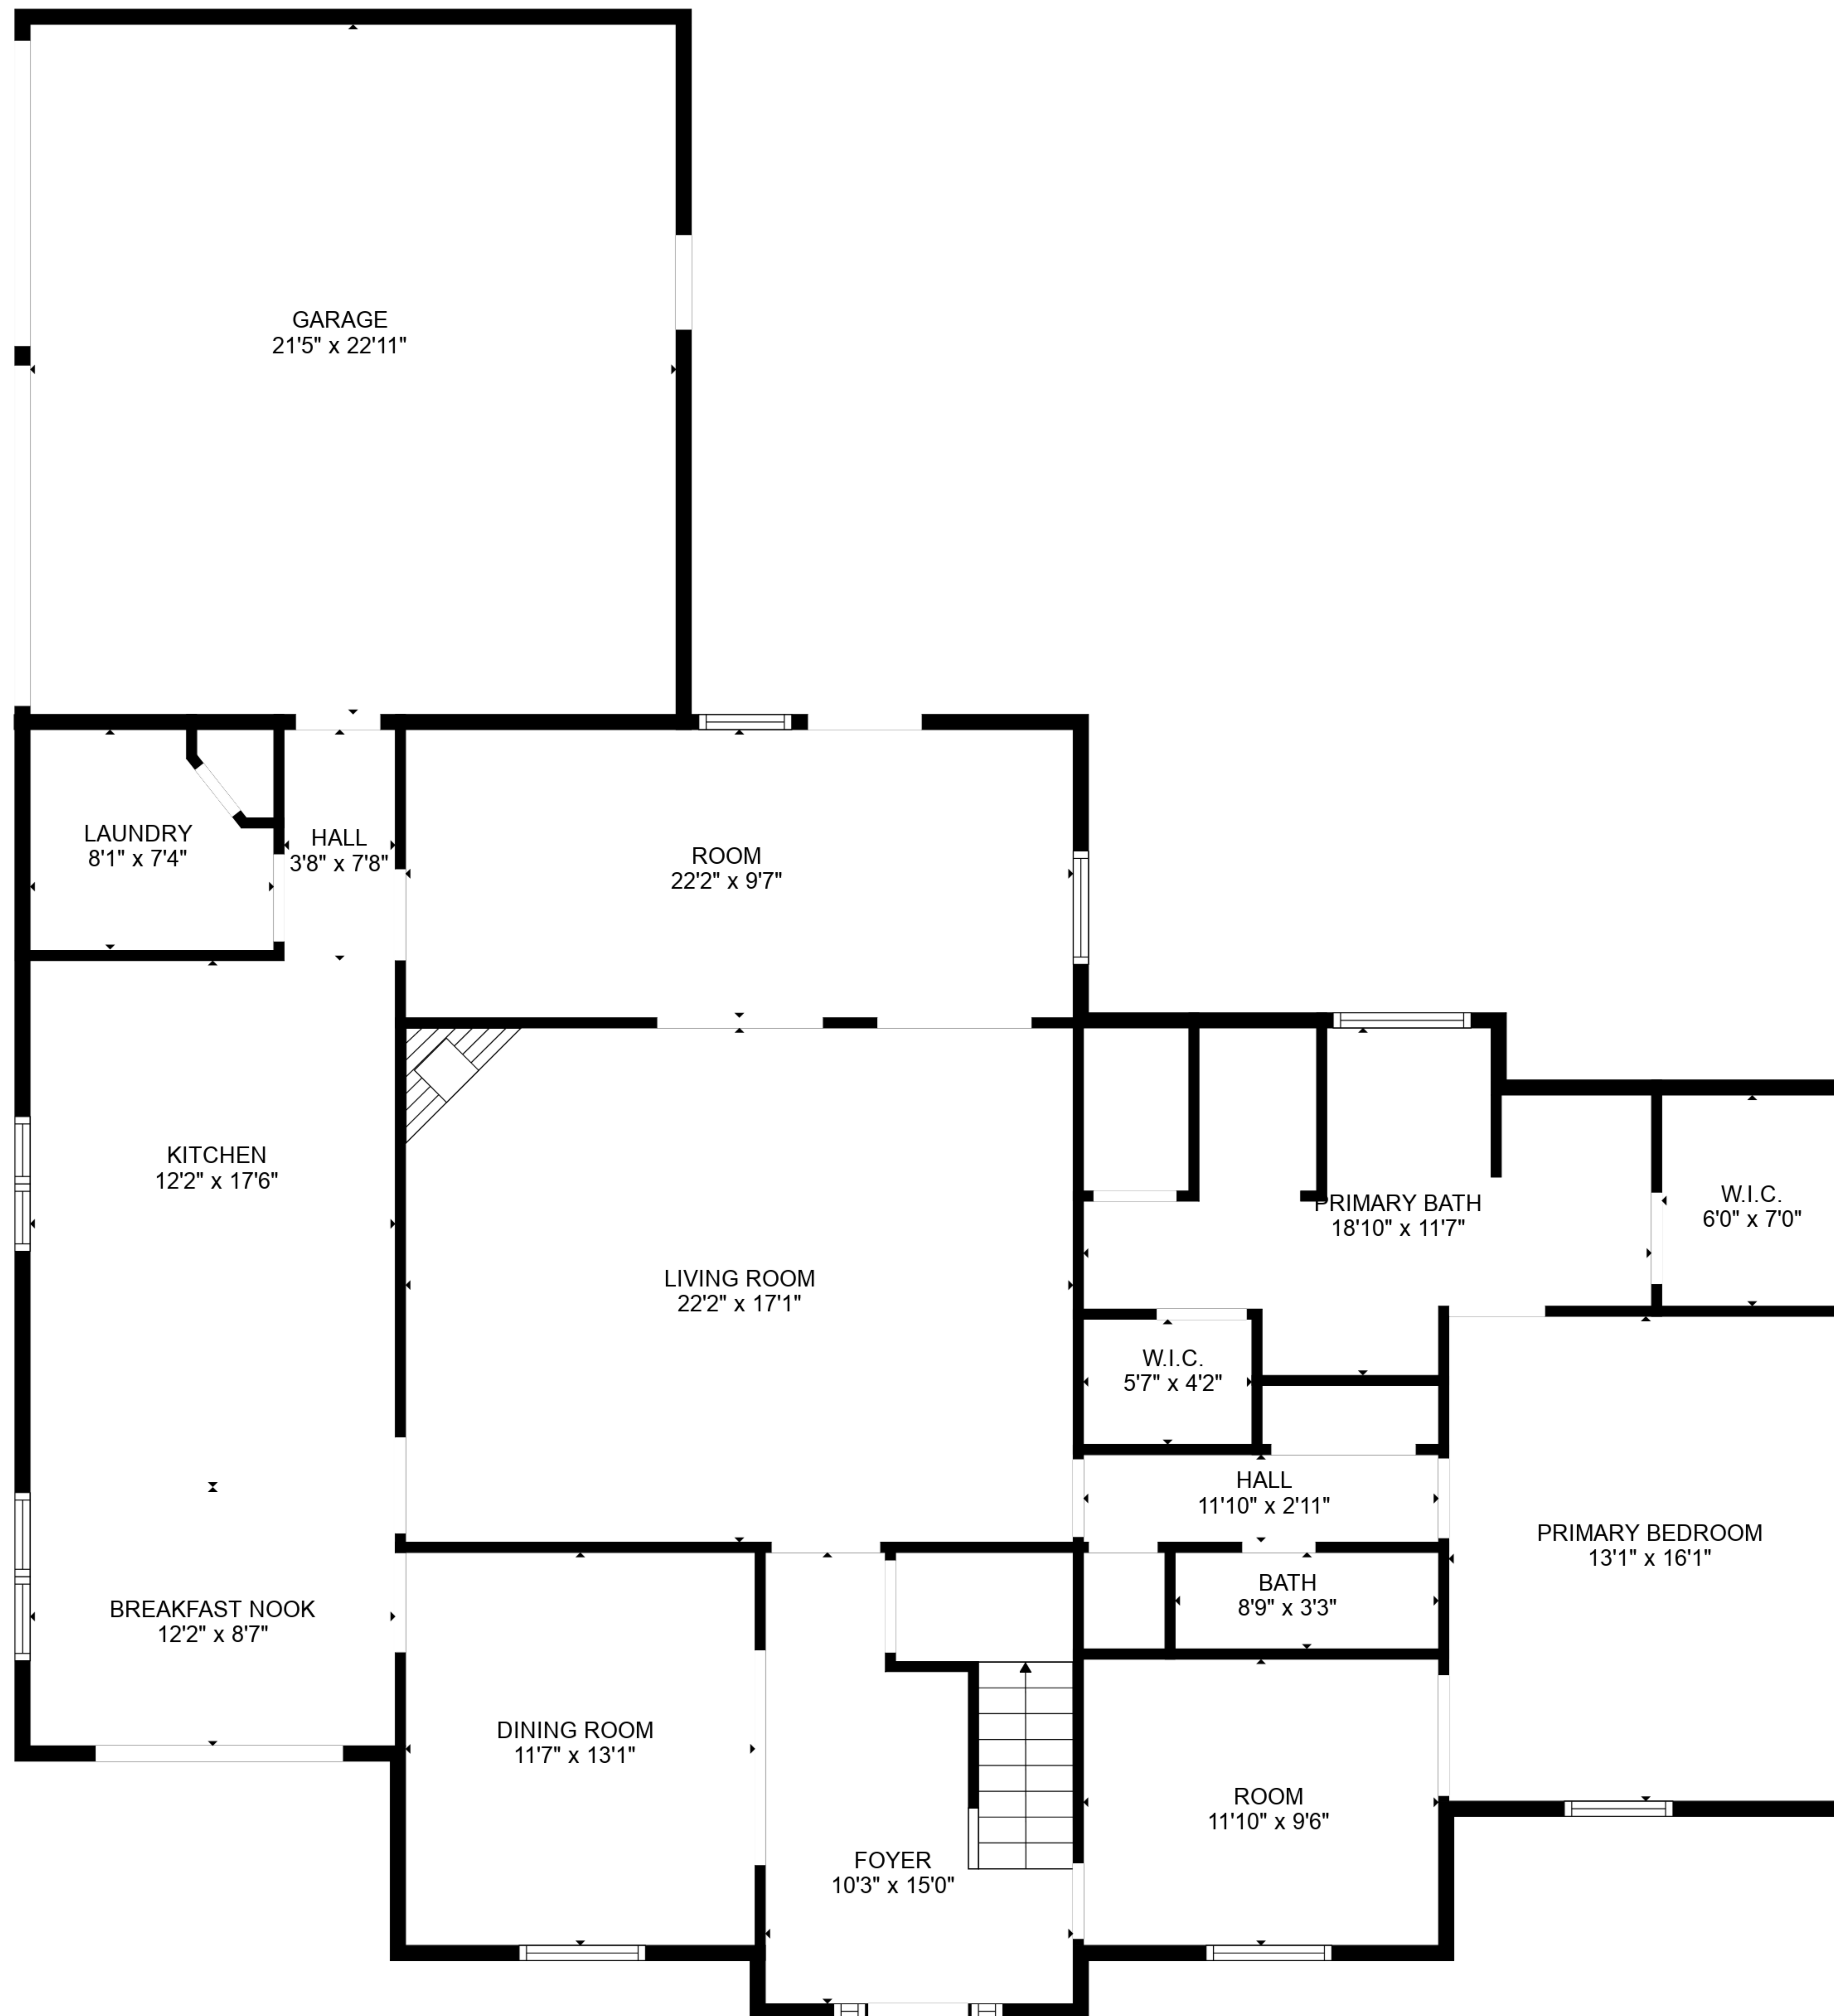 GARAGE
21'5" x 22'11"
LAUNDRY
8'1" x 7'4"
HALL
3'8" x 7'8"
ROOM
22'2" x 9'7"
KITCHEN
12'2" x 17'6"
LIVING ROOM
22'2" x 17'1"
PRIMARY BATH
18'10" x 11'7"
W.I.C.
6'0" x 7'0"
W.I.C.
5'7" x 4'2"
HALL
11'10" x 2'11"
PRIMARY BEDROOM
13'1" x 16'1"
BREAKFAST NOOK
12'2" x 8'7"
BATH
8'9" x 3'3"
DINING ROOM
11'7" x 13'1"
ROOM
11'10" x 9'6"
FOYER
10'3" x 15'0"